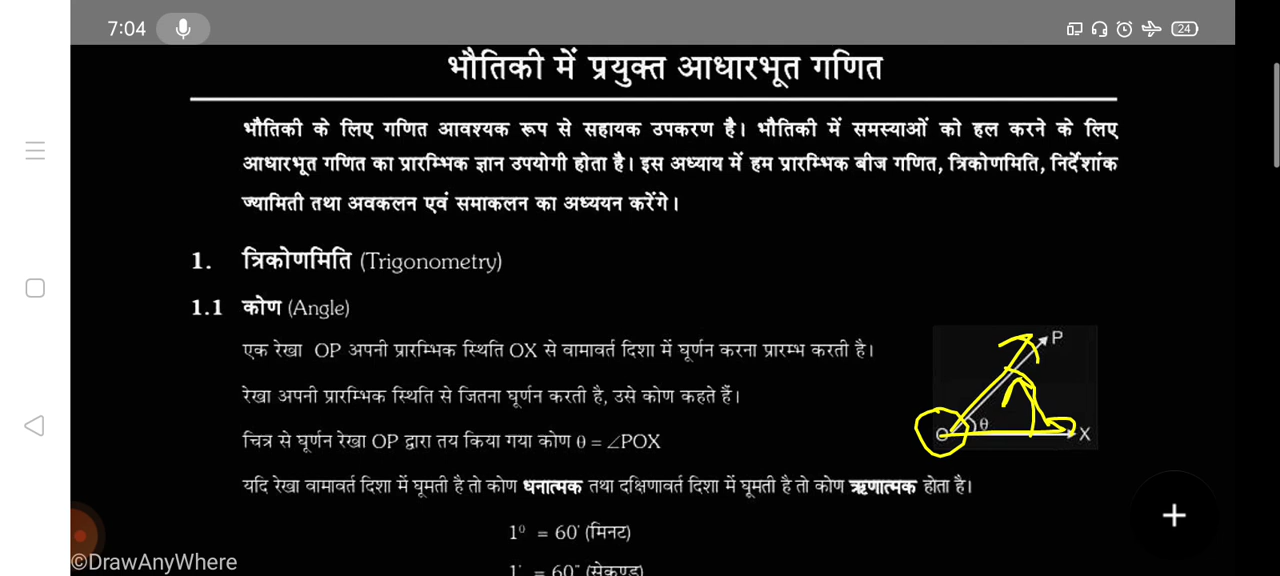 7:04
24
भौतिकी में प्रयुक्त आधारभूत गणित
भौतिकी के लिए गणित आवश्यक रूप से सहायक उपकरण है। भौतिकी में समस्याओं को हल करने के लिए
आधारभूत गणित का प्रारम्भिक ज्ञान उपयोगी होता है। इस अध्याय में हम प्रारम्भिक बीज गणित, त्रिकोणमिति, निर्देशांक
ज्यामिती तथा अवकलन एवं समाकलन का अध्ययन करेंगे।
1. त्रिकोणमिति (Trigonometry)
1.1 कोण (Angle)
एक रेखा OP अपनी प्रारम्भिक स्थिति OX से वामावर्त दिशा में घूर्णन करना प्रारम्भ करती है।
रेखा अपनी प्रारम्भिक स्थिति से जितना घूर्णन करती है, उसे कोण कहते हैं।
चित्र से घूर्णन रेखा OP द्वारा तय किया गया कोण θ = ∠POX
P
O θ X
यदि रेखा वामावर्त दिशा में घूमती है तो कोण धनात्मक तथा दक्षिणावर्त दिशा में घूमती है तो कोण ऋणात्मक होता है।
1⁰ = 60' (मिनट)
1' = 60" (सेकण्ड)
©DrawAnyWhere